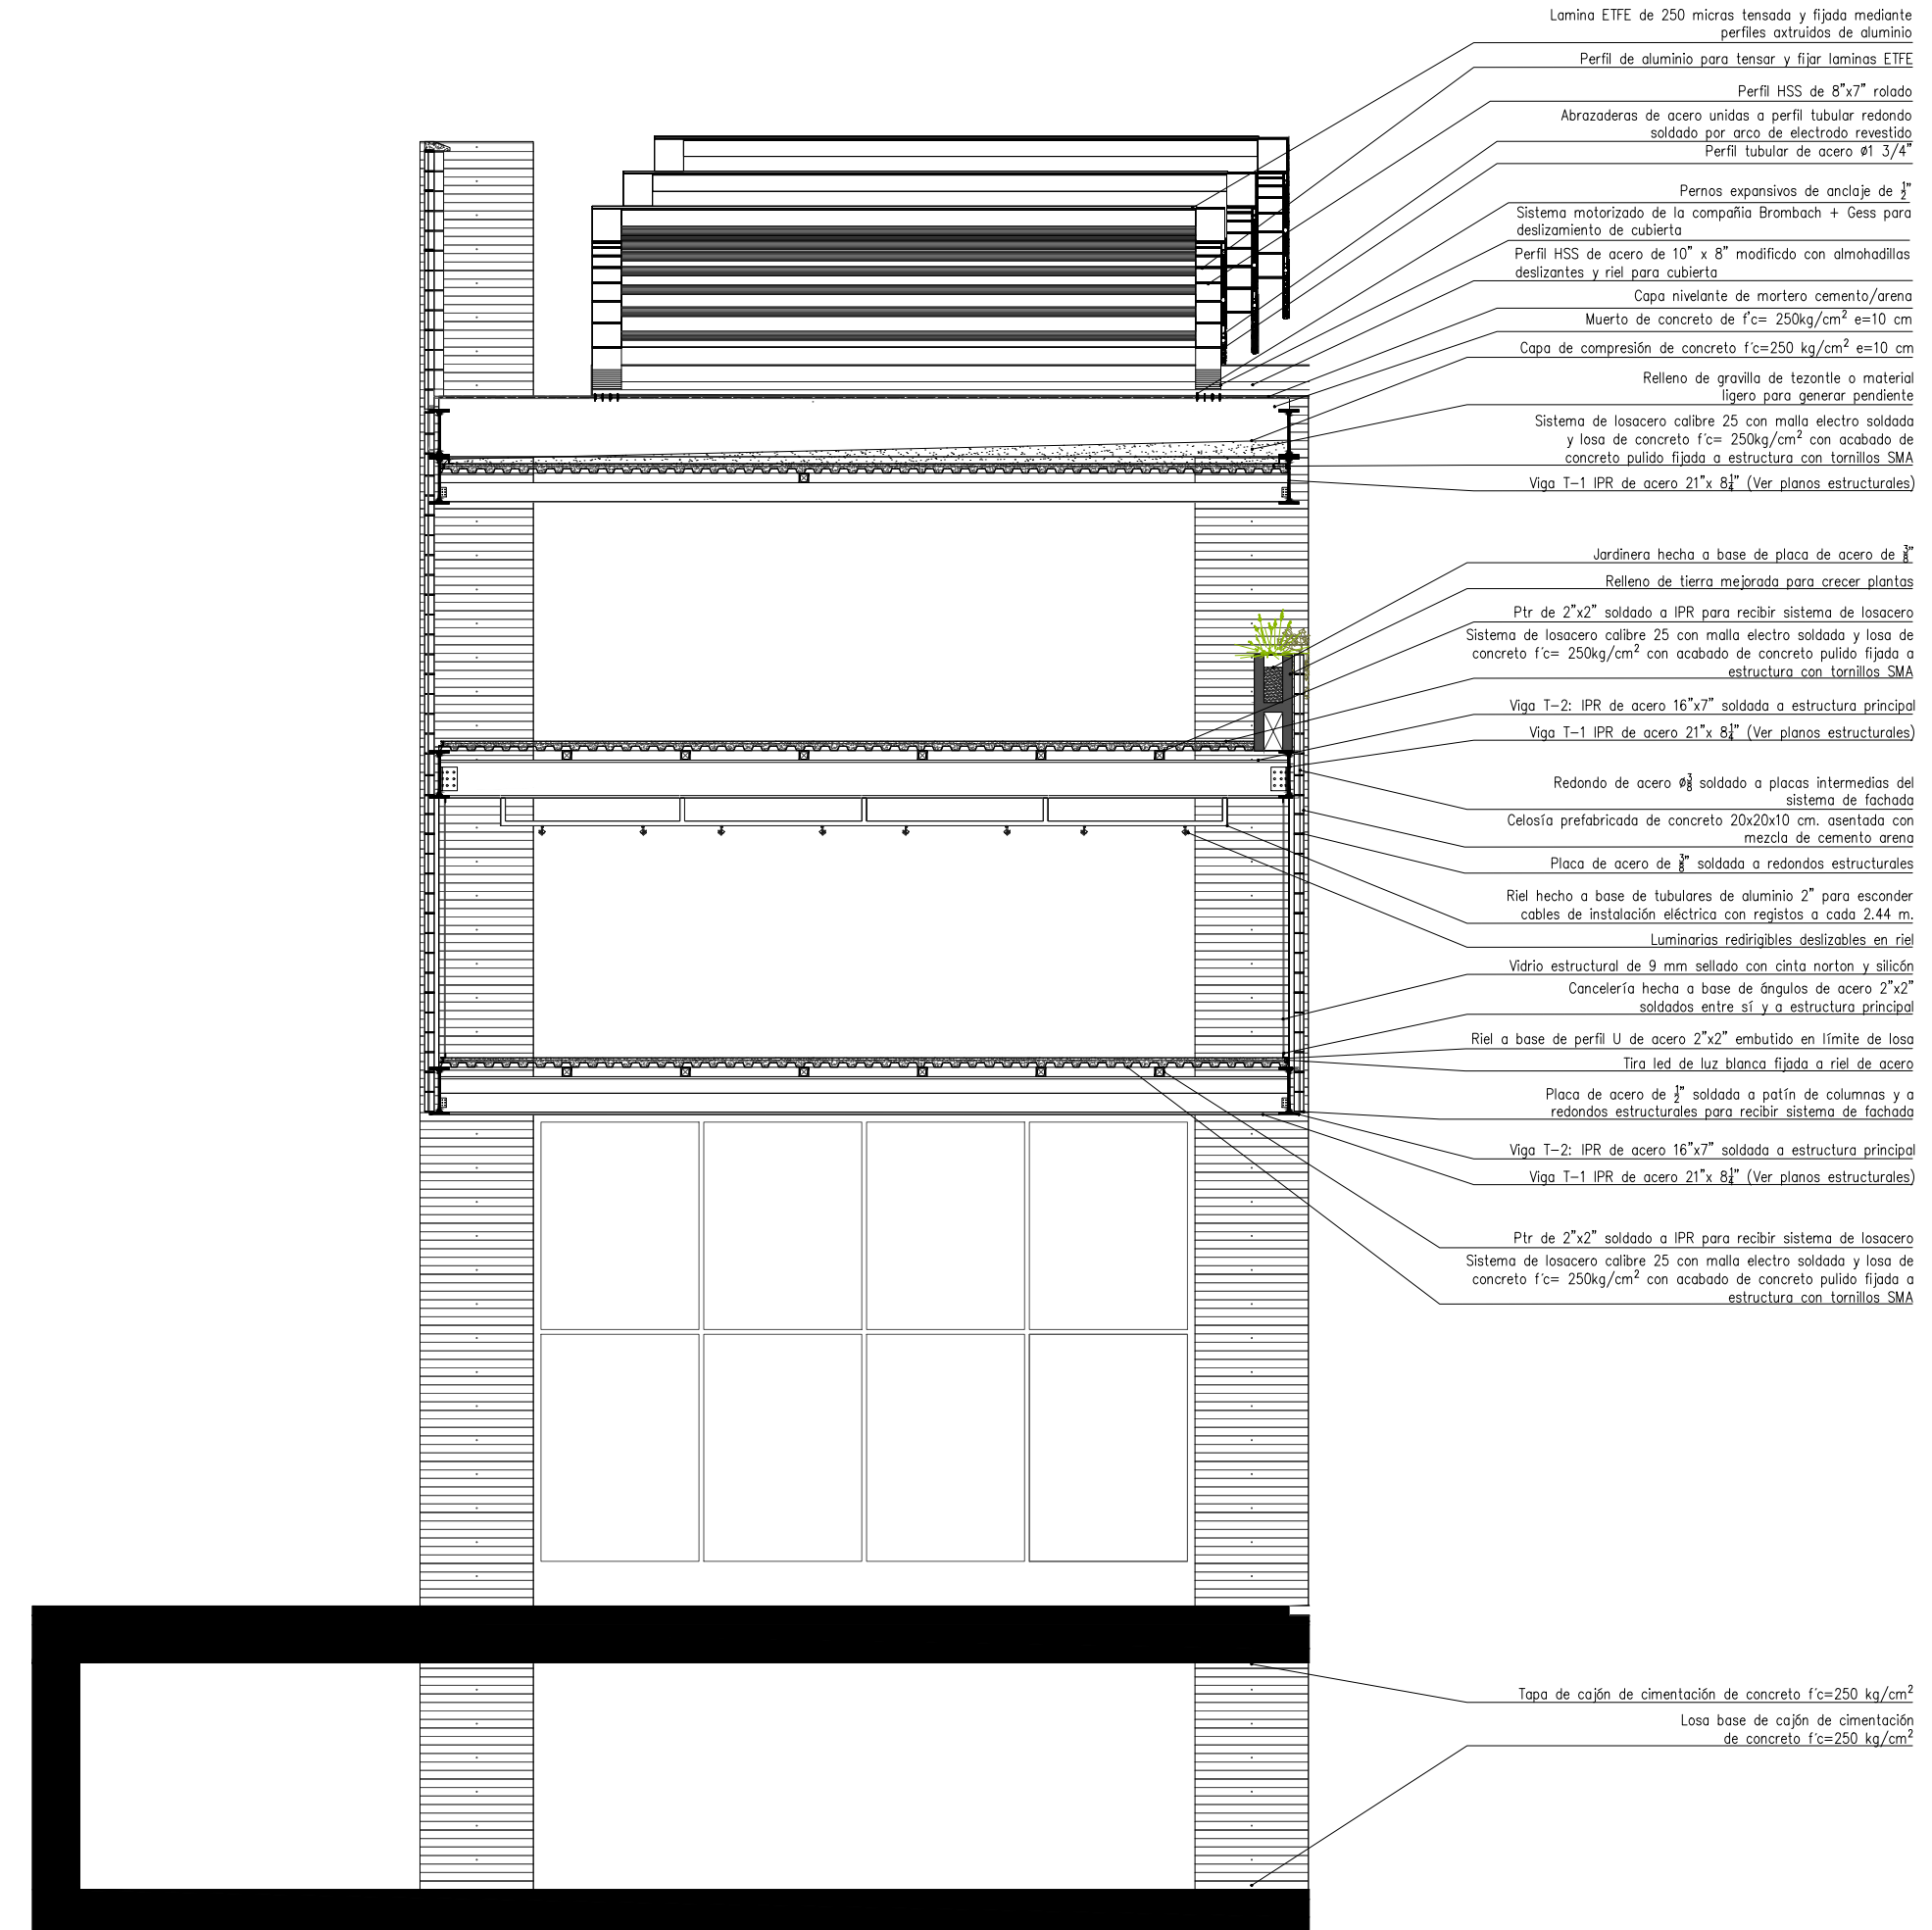 Lamina ETFE de 250 micras tensada y fijada mediante
perfiles axtruidos de aluminio
Perfil de aluminio para tensar y fijar laminas ETFE
Perfil HSS de 8"x7" rolado
Abrazaderas de acero unidas a perfil tubular redondo
soldado por arco de electrodo revestido
Perfil tubular de acero ø1 3/4"
Pernos expansivos de anclaje de ½"
Sistema motorizado de la compañia Brombach + Gess para
deslizamiento de cubierta
Perfil HSS de acero de 10" x 8" modificdo con almohadillas
deslizantes y riel para cubierta
Capa nivelante de mortero cemento/arena
Muerto de concreto de f'c= 250kg/cm² e=10 cm
Capa de compresión de concreto f'c=250 kg/cm² e=10 cm
Relleno de gravilla de tezontle o material
ligero para generar pendiente
Sistema de losacero calibre 25 con malla electro soldada
y losa de concreto f'c= 250kg/cm² con acabado de
concreto pulido fijada a estructura con tornillos SMA
Viga T-1 IPR de acero 21"x 8¼" (Ver planos estructurales)
Jardinera hecha a base de placa de acero de ⅜"
Relleno de tierra mejorada para crecer plantas
Ptr de 2"x2" soldado a IPR para recibir sistema de losacero
Sistema de losacero calibre 25 con malla electro soldada y losa de
concreto f'c= 250kg/cm² con acabado de concreto pulido fijada a
estructura con tornillos SMA
Viga T-2: IPR de acero 16"x7" soldada a estructura principal
Viga T-1 IPR de acero 21"x 8¼" (Ver planos estructurales)
Redondo de acero ø⅜ soldado a placas intermedias del
sistema de fachada
Celosía prefabricada de concreto 20x20x10 cm. asentada con
mezcla de cemento arena
Placa de acero de ⅜" soldada a redondos estructurales
Riel hecho a base de tubulares de aluminio 2" para esconder
cables de instalación eléctrica con registos a cada 2.44 m.
Luminarias redirigibles deslizables en riel
Vidrio estructural de 9 mm sellado con cinta norton y silicón
Cancelería hecha a base de ángulos de acero 2"x2"
soldados entre sí y a estructura principal
Riel a base de perfil U de acero 2"x2" embutido en límite de losa
Tira led de luz blanca fijada a riel de acero
Placa de acero de ½" soldada a patín de columnas y a
redondos estructurales para recibir sistema de fachada
Viga T-2: IPR de acero 16"x7" soldada a estructura principal
Viga T-1 IPR de acero 21"x 8¼" (Ver planos estructurales)
Ptr de 2"x2" soldado a IPR para recibir sistema de losacero
Sistema de losacero calibre 25 con malla electro soldada y losa de
concreto f'c= 250kg/cm² con acabado de concreto pulido fijada a
estructura con tornillos SMA
Tapa de cajón de cimentación de concreto f'c=250 kg/cm²
Losa base de cajón de cimentación
de concreto f'c=250 kg/cm²